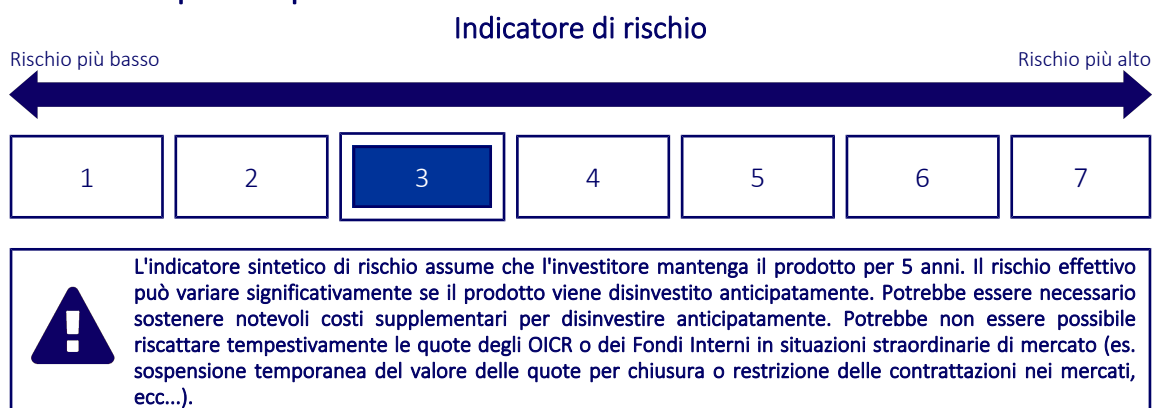 Indicatore di rischio
Rischio più basso
Rischio più alto
1
2
3
4
5
6
7
L'indicatore sintetico di rischio assume che l'investitore mantenga il prodotto per 5 anni. Il rischio effettivo
può variare significativamente se il prodotto viene disinvestito anticipatamente. Potrebbe essere necessario
sostenere notevoli costi supplementari per disinvestire anticipatamente. Potrebbe non essere possibile
riscattare tempestivamente le quote degli OICR o dei Fondi Interni in situazioni straordinarie di mercato (es.
sospensione temporanea del valore delle quote per chiusura o restrizione delle contrattazioni nei mercati,
ecc...).